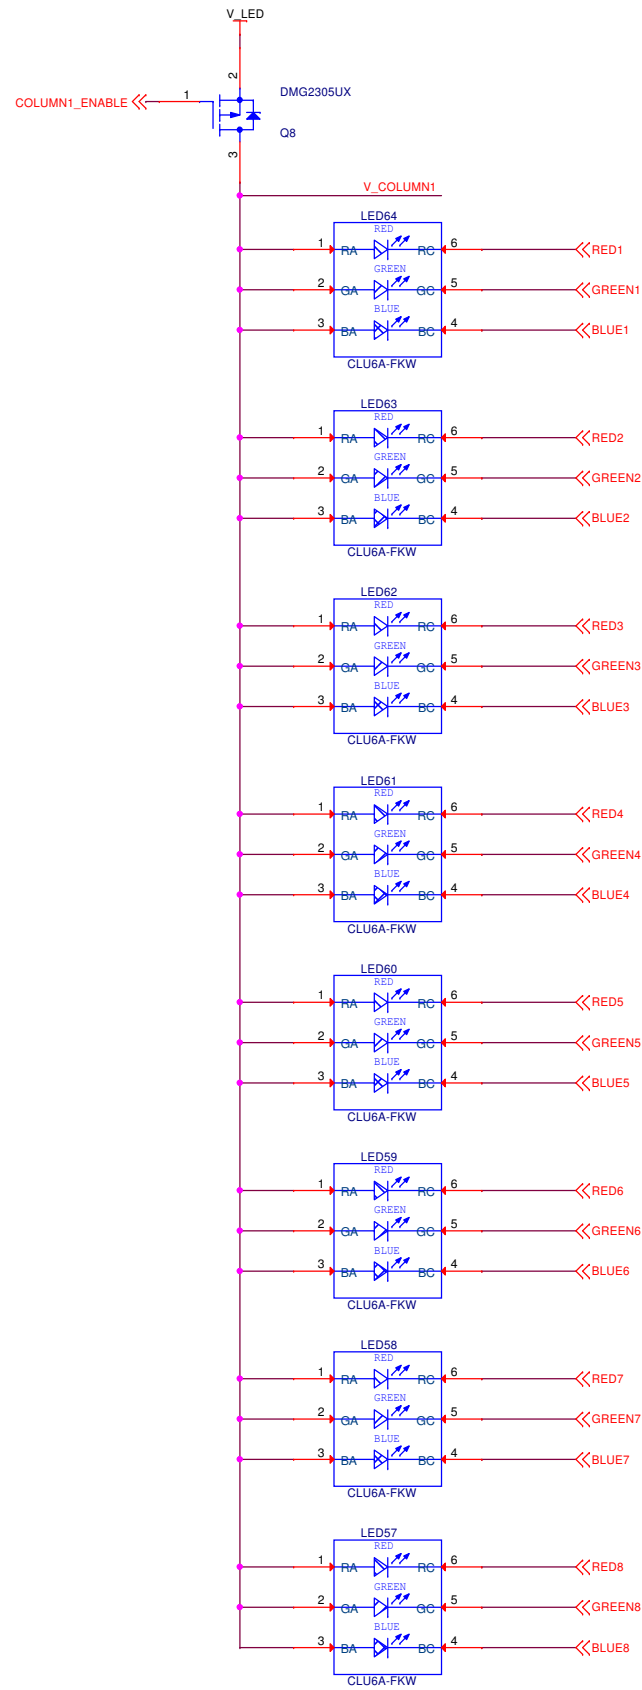 V_LED
2
COLUMN1_ENABLE 1 DMG2305UX
Q8
3
V_COLUMN1
LED64
RED
1 RA RC 6 RED1
GREEN
2 GA GC 5 GREEN1
BLUE
3 BA BC 4 BLUE1
CLU6A-FKW
LED63
RED
1 RA RC 6 RED2
GREEN
2 GA GC 5 GREEN2
BLUE
3 BA BC 4 BLUE2
CLU6A-FKW
LED62
RED
1 RA RC 6 RED3
GREEN
2 GA GC 5 GREEN3
BLUE
3 BA BC 4 BLUE3
CLU6A-FKW
LED61
RED
1 RA RC 6 RED4
GREEN
2 GA GC 5 GREEN4
BLUE
3 BA BC 4 BLUE4
CLU6A-FKW
LED60
RED
1 RA RC 6 RED5
GREEN
2 GA GC 5 GREEN5
BLUE
3 BA BC 4 BLUE5
CLU6A-FKW
LED59
RED
1 RA RC 6 RED6
GREEN
2 GA GC 5 GREEN6
BLUE
3 BA BC 4 BLUE6
CLU6A-FKW
LED58
RED
1 RA RC 6 RED7
GREEN
2 GA GC 5 GREEN7
BLUE
3 BA BC 4 BLUE7
CLU6A-FKW
LED57
RED
1 RA RC 6 RED8
GREEN
2 GA GC 5 GREEN8
BLUE
3 BA BC 4 BLUE8
CLU6A-FKW